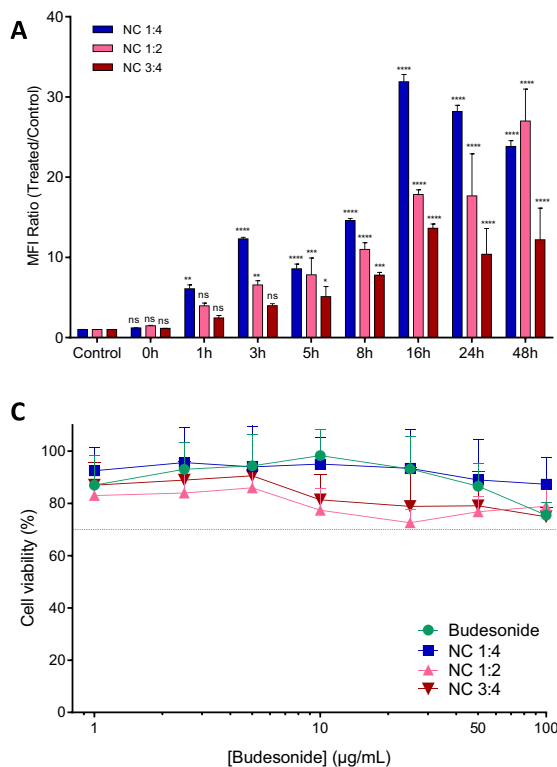 A
NC 1:4
NC 1:2
NC 3:4
MFI Ratio (Treated/Control)
40
30
20
10
0
ns ns ns
** ns ns
**** ** ns
**** *** *
**** **** ***
**** **** ****
**** **** ****
**** **** ****
Control 0h 1h 3h 5h 8h 16h 24h 48h
C
Cell viability (%)
100
80
60
40
20
0
Budesonide
NC 1:4
NC 1:2
NC 3:4
1 10 50 100
[Budesonide] (µg/mL)